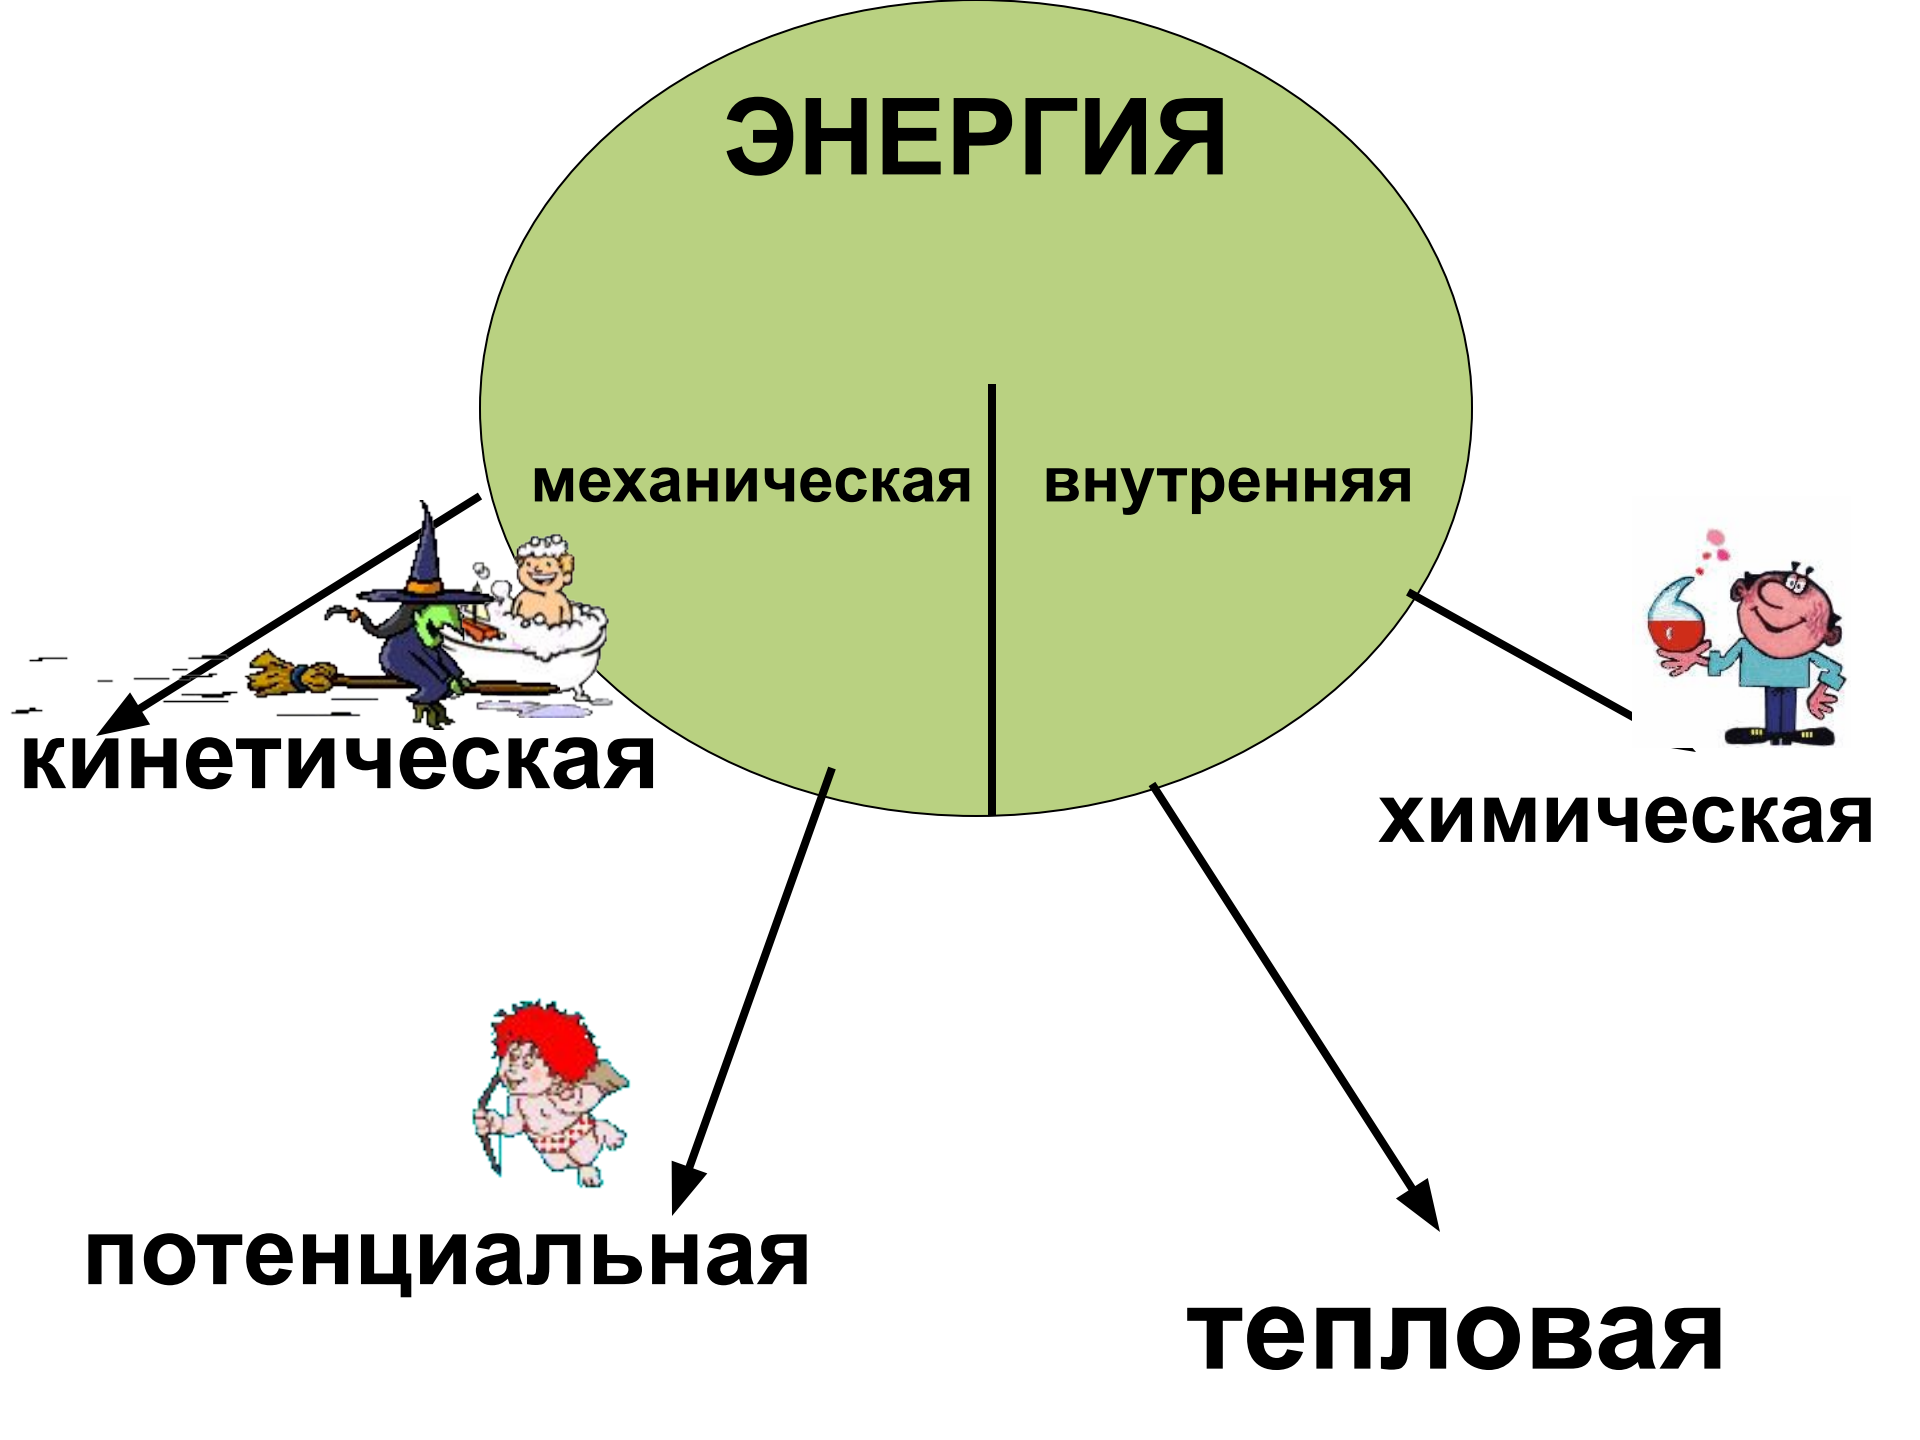 ЭНЕРГИЯ
механическая
внутренняя
кинетическая
химическая
потенциальная
тепловая